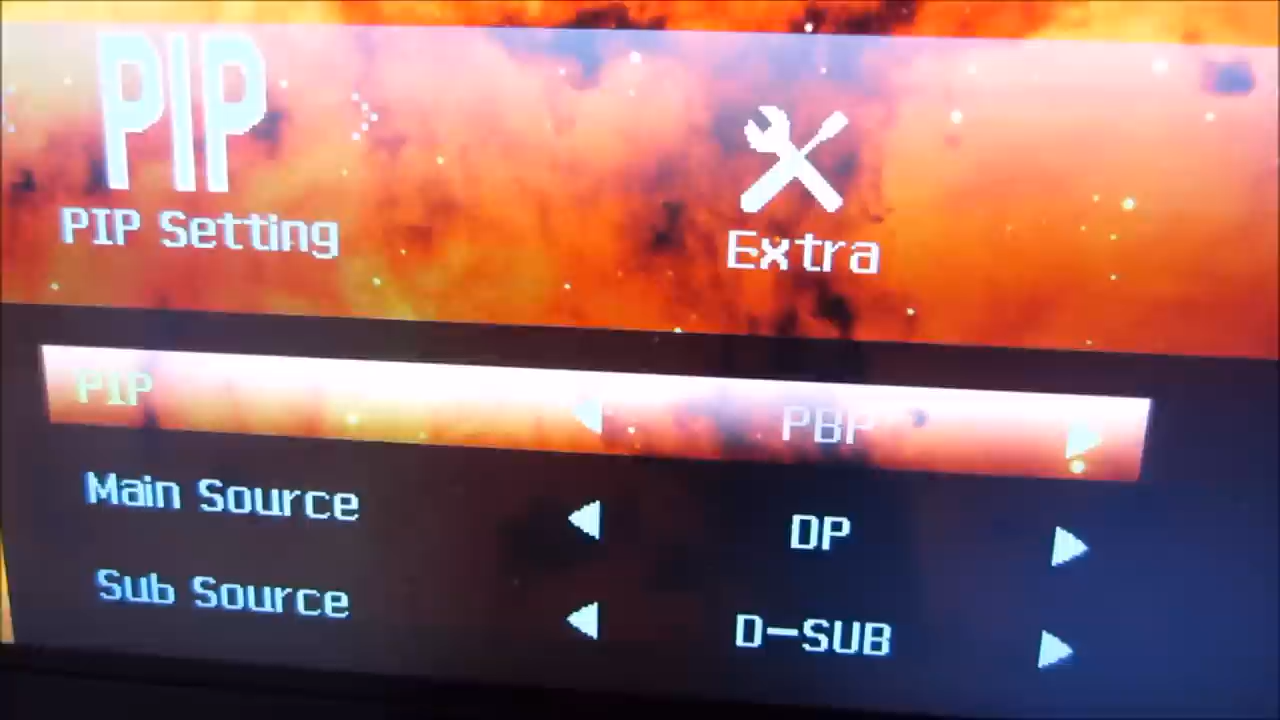 PIP
PIP Setting
Extra
PIP PBP
Main Source DP
Sub Source D-SUB